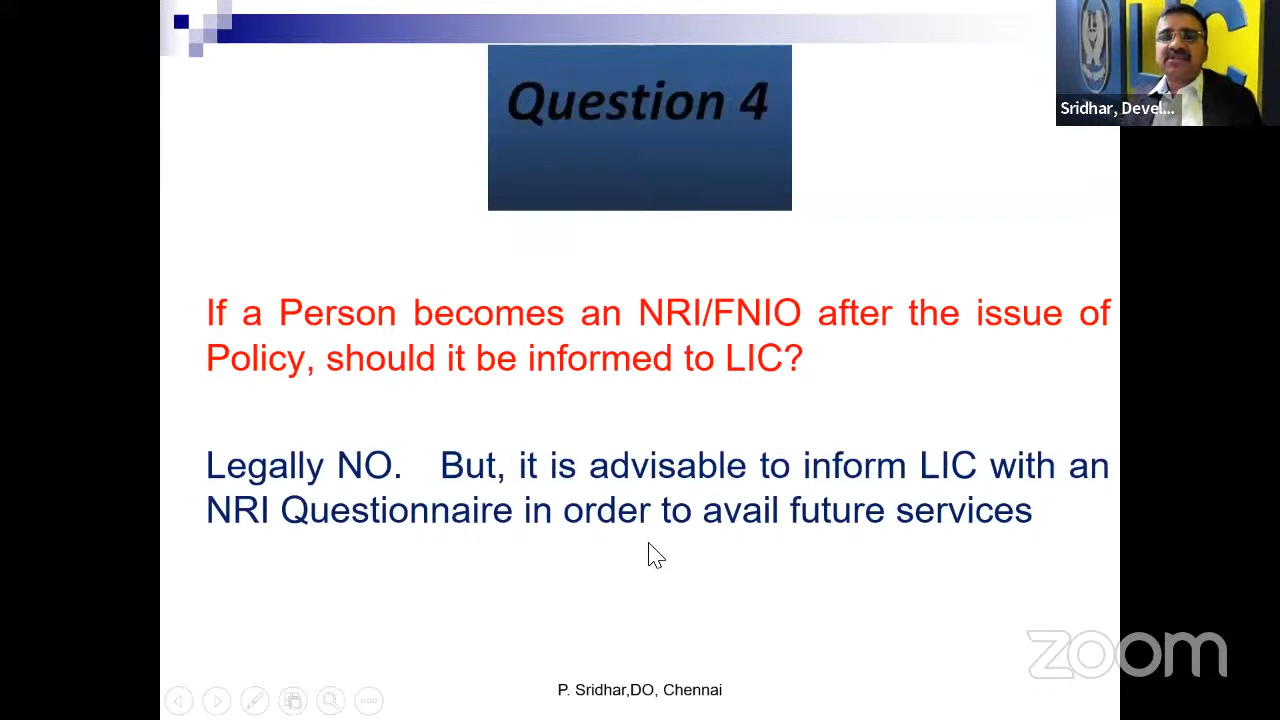 Question 4
LIC
Sridhar, Devel...
If a Person becomes an NRI/FNIO after the issue of
Policy, should it be informed to LIC?
Legally NO. But, it is advisable to inform LIC with an
NRI Questionnaire in order to avail future services
zoom
P. Sridhar,DO, Chennai